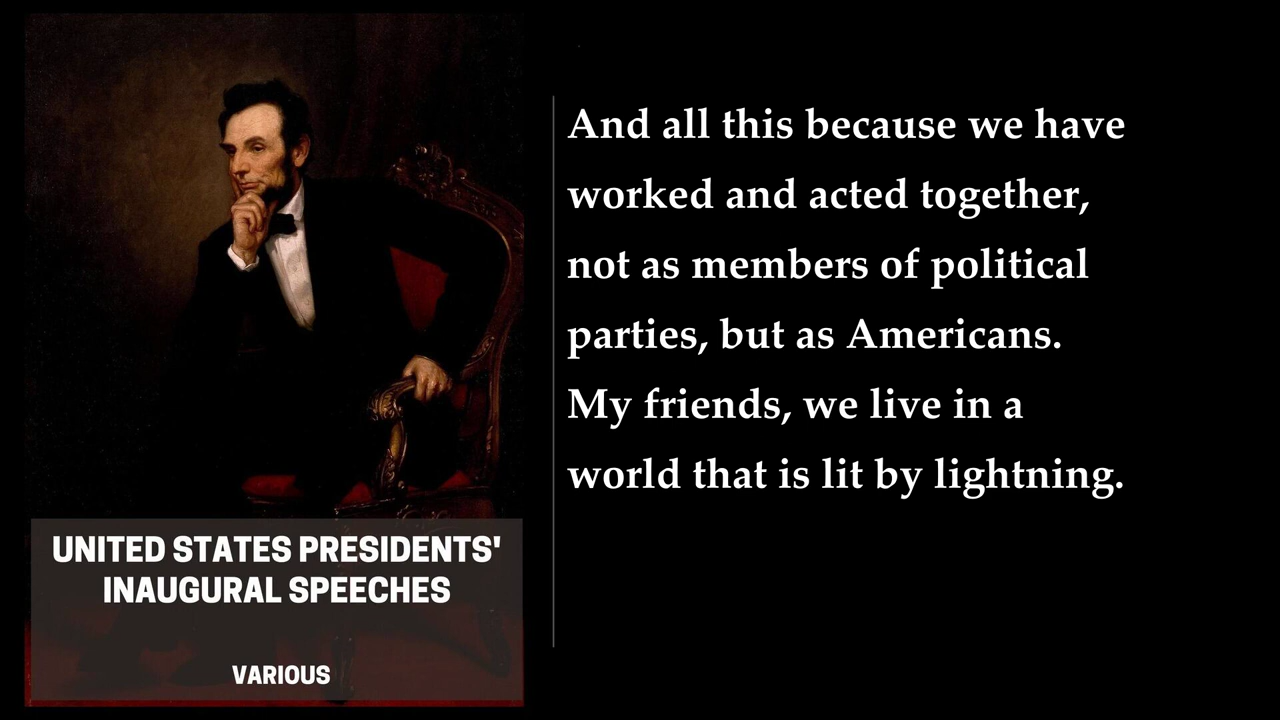 And all this because we have
worked and acted together,
not as members of political
parties, but as Americans.
My friends, we live in a
world that is lit by lightning.
UNITED STATES PRESIDENTS'
INAUGURAL SPEECHES
VARIOUS